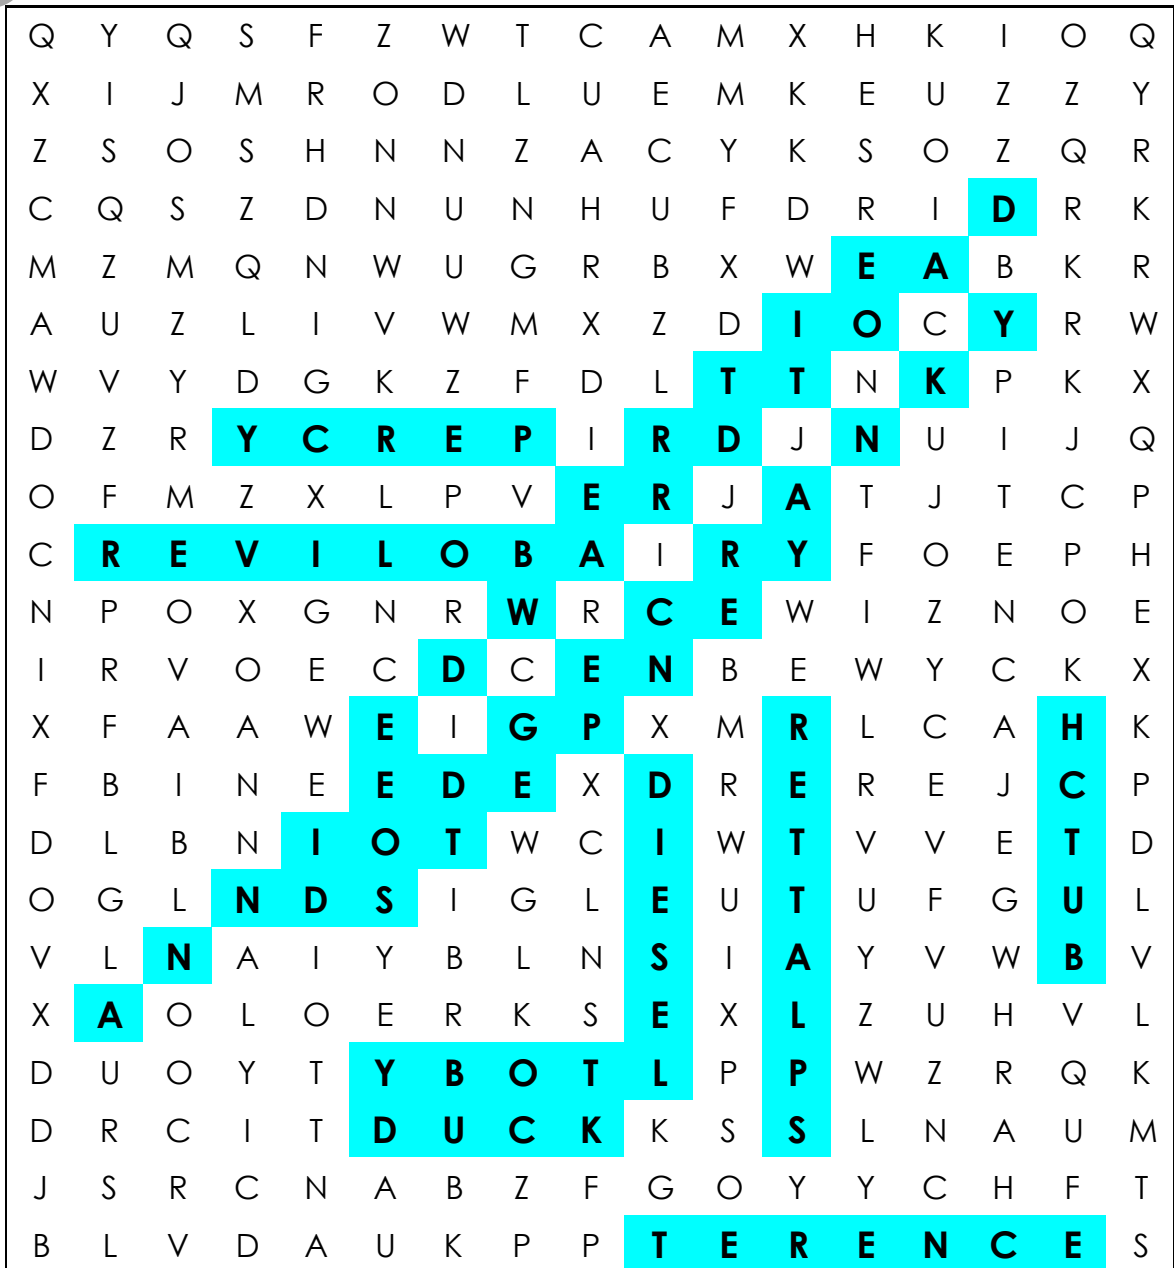 Q Y Q S F Z W T C A M X H K I O Q
X I J M R O D L U E M K E U Z Z Y
Z S O S H N N Z A C Y K S O Z Q R
C Q S Z D N U N H U F D R I D R K
M Z M Q N W U G R B X W E A B K R
A U Z L I V W M X Z D I O C Y R W
W V Y D G K Z F D L T T N K P K X
D Z R Y C R E P I R D J N U I J Q
O F M Z X L P V E R J A T J T C P
C R E V I L O B A I R Y F O E P H
N P O X G N R W R C E W I Z N O E
I R V O E C D C E N B E W Y C K X
X F A A W E I G P X M R L C A H K
F B I N E E D E X D R E R E J C P
D L B N I O T W C I W T V V E T D
O G L N D S I G L E U T U F G U L
V L N A I Y B L N S I A Y V W B V
X A O L O E R K S E X L Z U H V L
D U O Y T Y B O T L P P W Z R Q K
D R C I T D U C K K S S L N A U M
J S R C N A B Z F G O Y Y C H F T
B L V D A U K P P T E R E N C E S